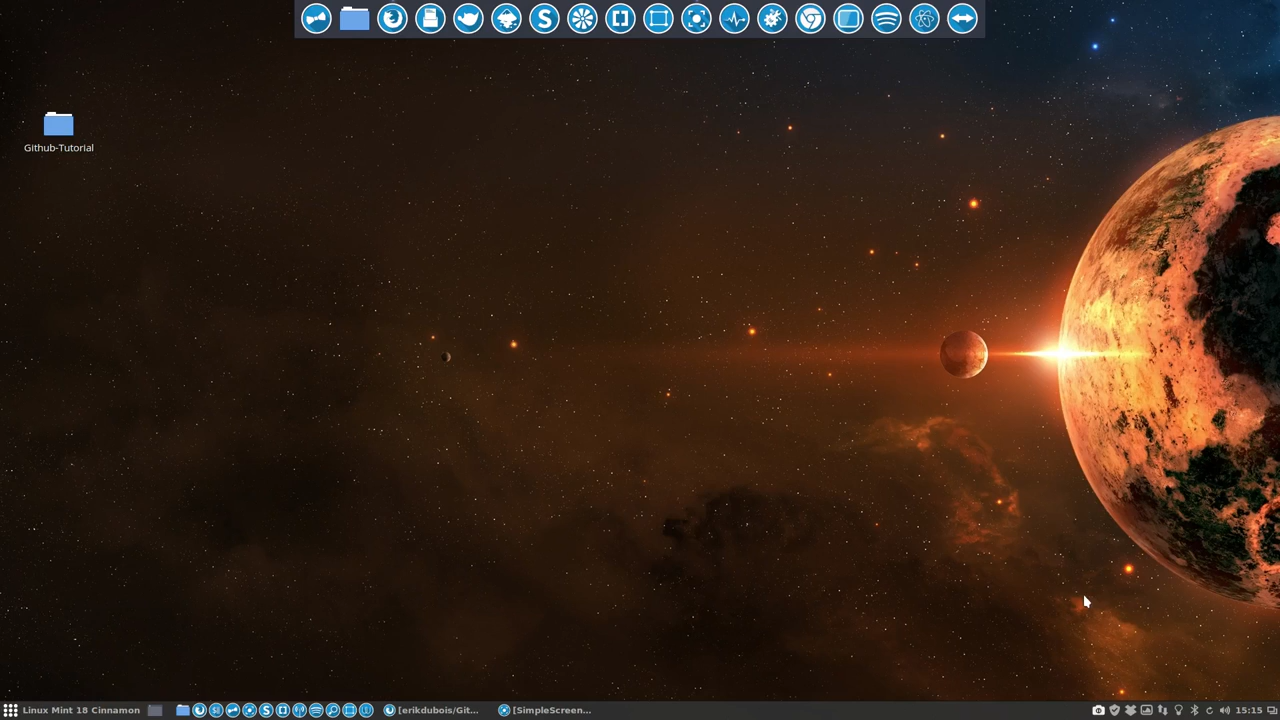 Github-Tutorial
Linux Mint 18 Cinnamon
[erikdubois/Git...
[SimpleScreen...
15:15